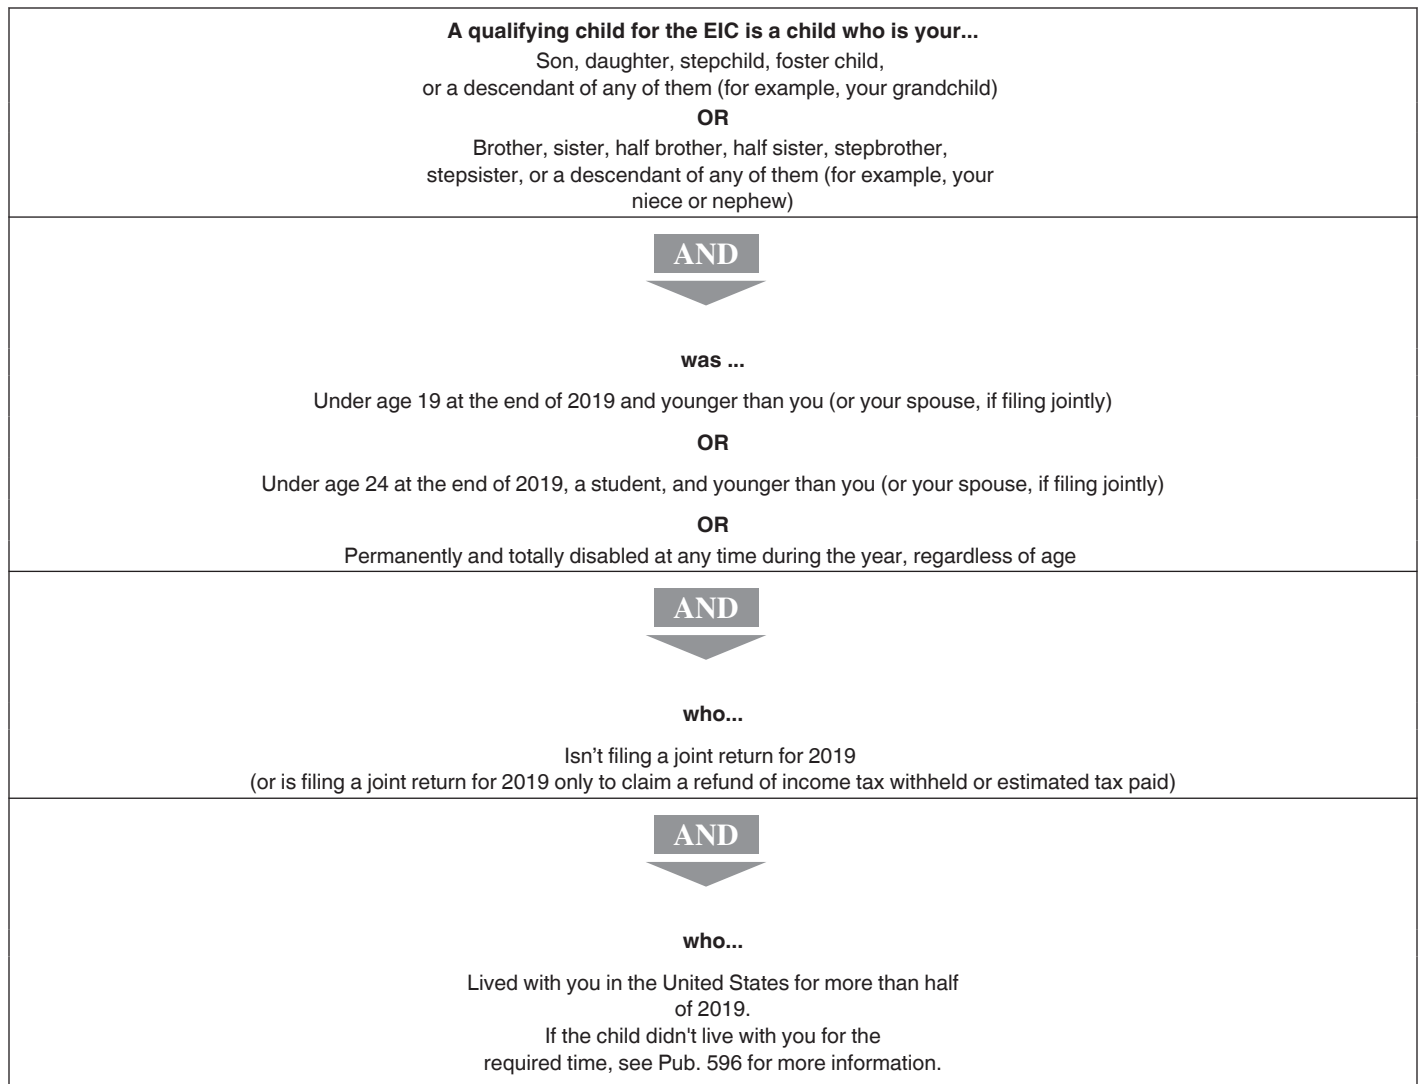 A qualifying child for the EIC is a child who is your...
Son, daughter, stepchild, foster child,
or a descendant of any of them (for example, your grandchild)
OR
Brother, sister, half brother, half sister, stepbrother,
stepsister, or a descendant of any of them (for example, your
niece or nephew)
AND
was ...
Under age 19 at the end of 2019 and younger than you (or your spouse, if filing jointly)
OR
Under age 24 at the end of 2019, a student, and younger than you (or your spouse, if filing jointly)
OR
Permanently and totally disabled at any time during the year, regardless of age
AND
who...
Isn’t filing a joint return for 2019
(or is filing a joint return for 2019 only to claim a refund of income tax withheld or estimated tax paid)
AND
who...
Lived with you in the United States for more than half
of 2019.
If the child didn't live with you for the
required time, see Pub. 596 for more information.